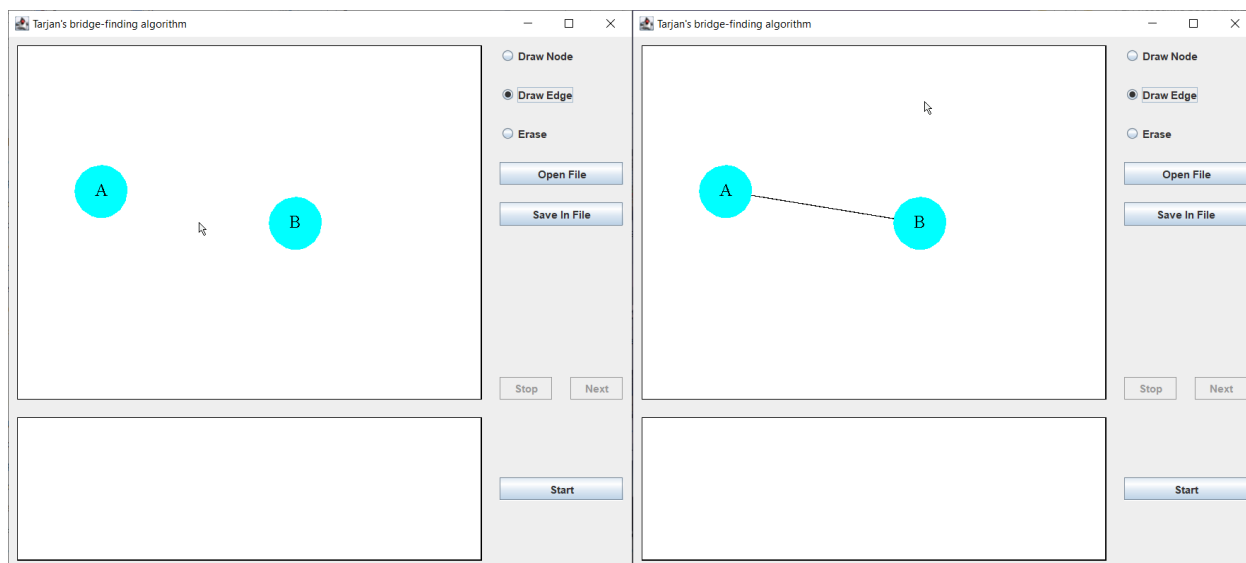 Tarjan's bridge-finding algorithm
Draw Node
Draw Edge
Erase
Open File
Save In File
A
B
Stop
Next
Start
Tarjan's bridge-finding algorithm
Draw Node
Draw Edge
Erase
Open File
Save In File
A
B
Stop
Next
Start